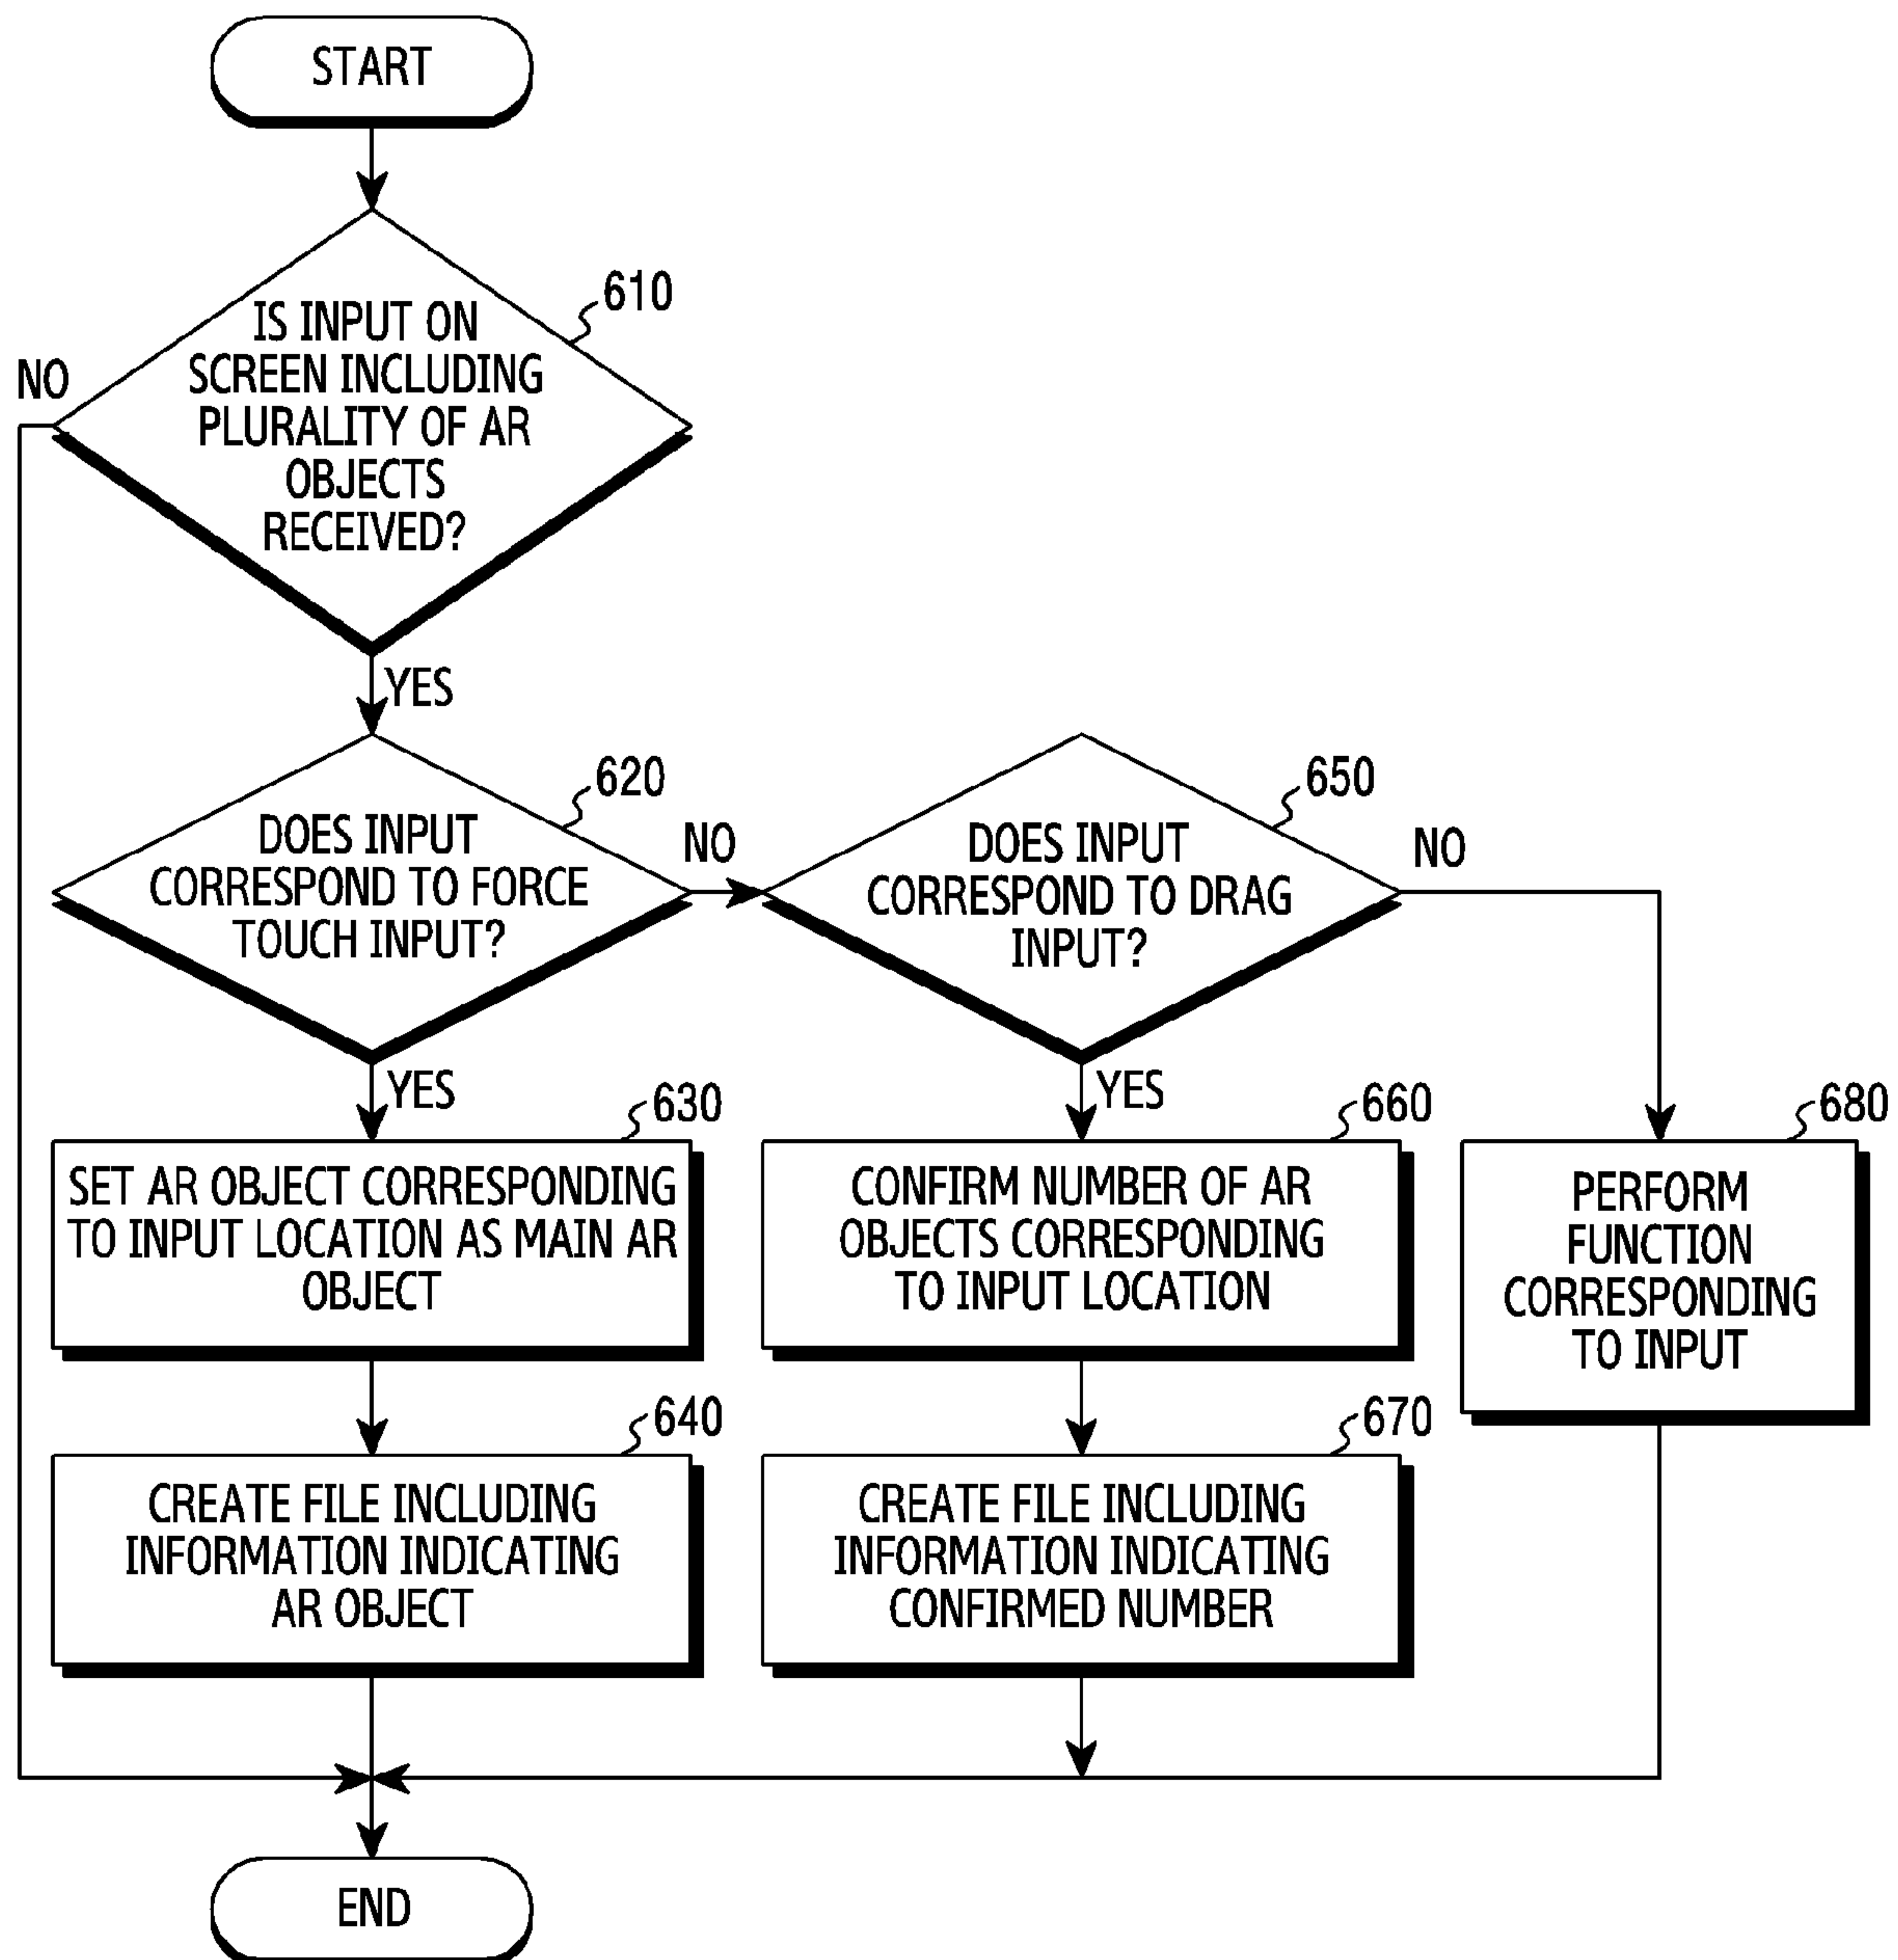 START
610
IS INPUT ON
SCREEN INCLUDING
PLURALITY OF AR
OBJECTS
RECEIVED?
NO
YES
620
DOES INPUT
CORRESPOND TO FORCE
TOUCH INPUT?
NO
650
DOES INPUT
CORRESPOND TO DRAG
INPUT?
NO
YES
630
SET AR OBJECT CORRESPONDING
TO INPUT LOCATION AS MAIN AR
OBJECT
YES
660
CONFIRM NUMBER OF AR
OBJECTS CORRESPONDING
TO INPUT LOCATION
680
PERFORM
FUNCTION
CORRESPONDING
TO INPUT
640
CREATE FILE INCLUDING
INFORMATION INDICATING
AR OBJECT
670
CREATE FILE INCLUDING
INFORMATION INDICATING
CONFIRMED NUMBER
END